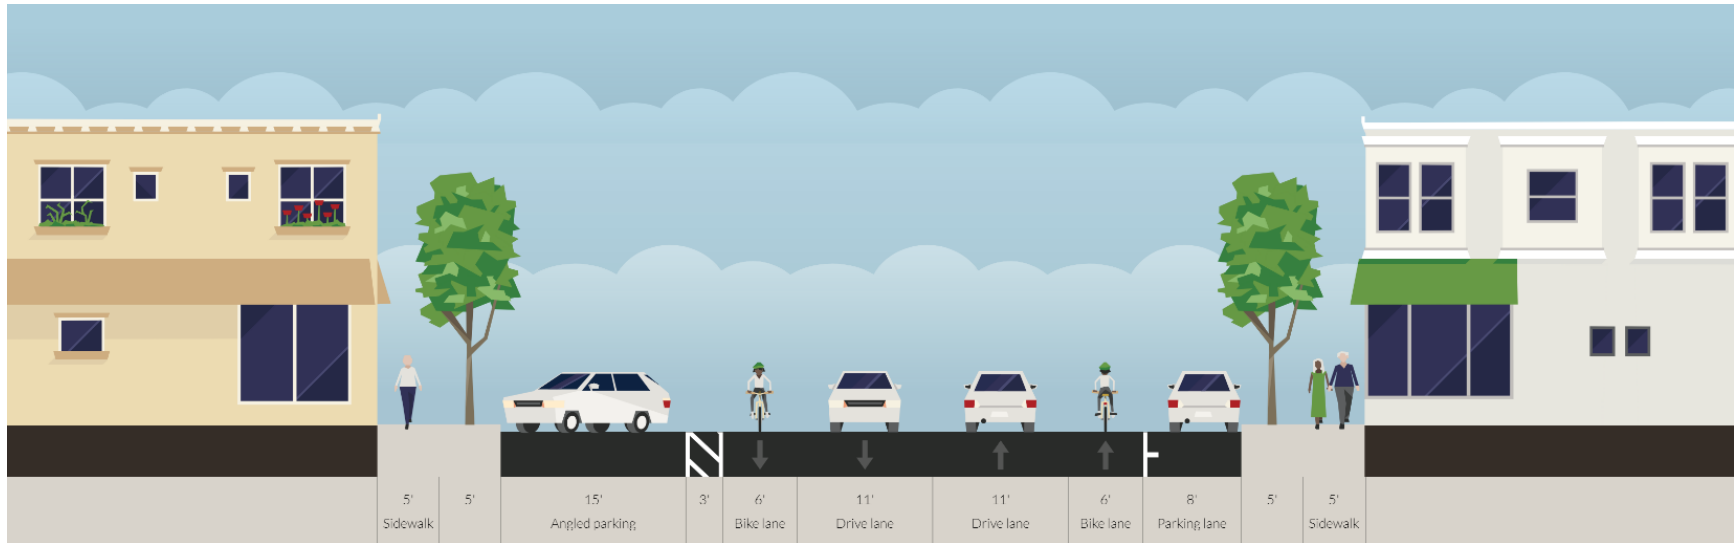 5' 5' 15' 3' 6' 11' 11' 6' 8' 5' 5'
Sidewalk Angled parking Bike lane Drive lane Drive lane Bike lane Parking lane Sidewalk